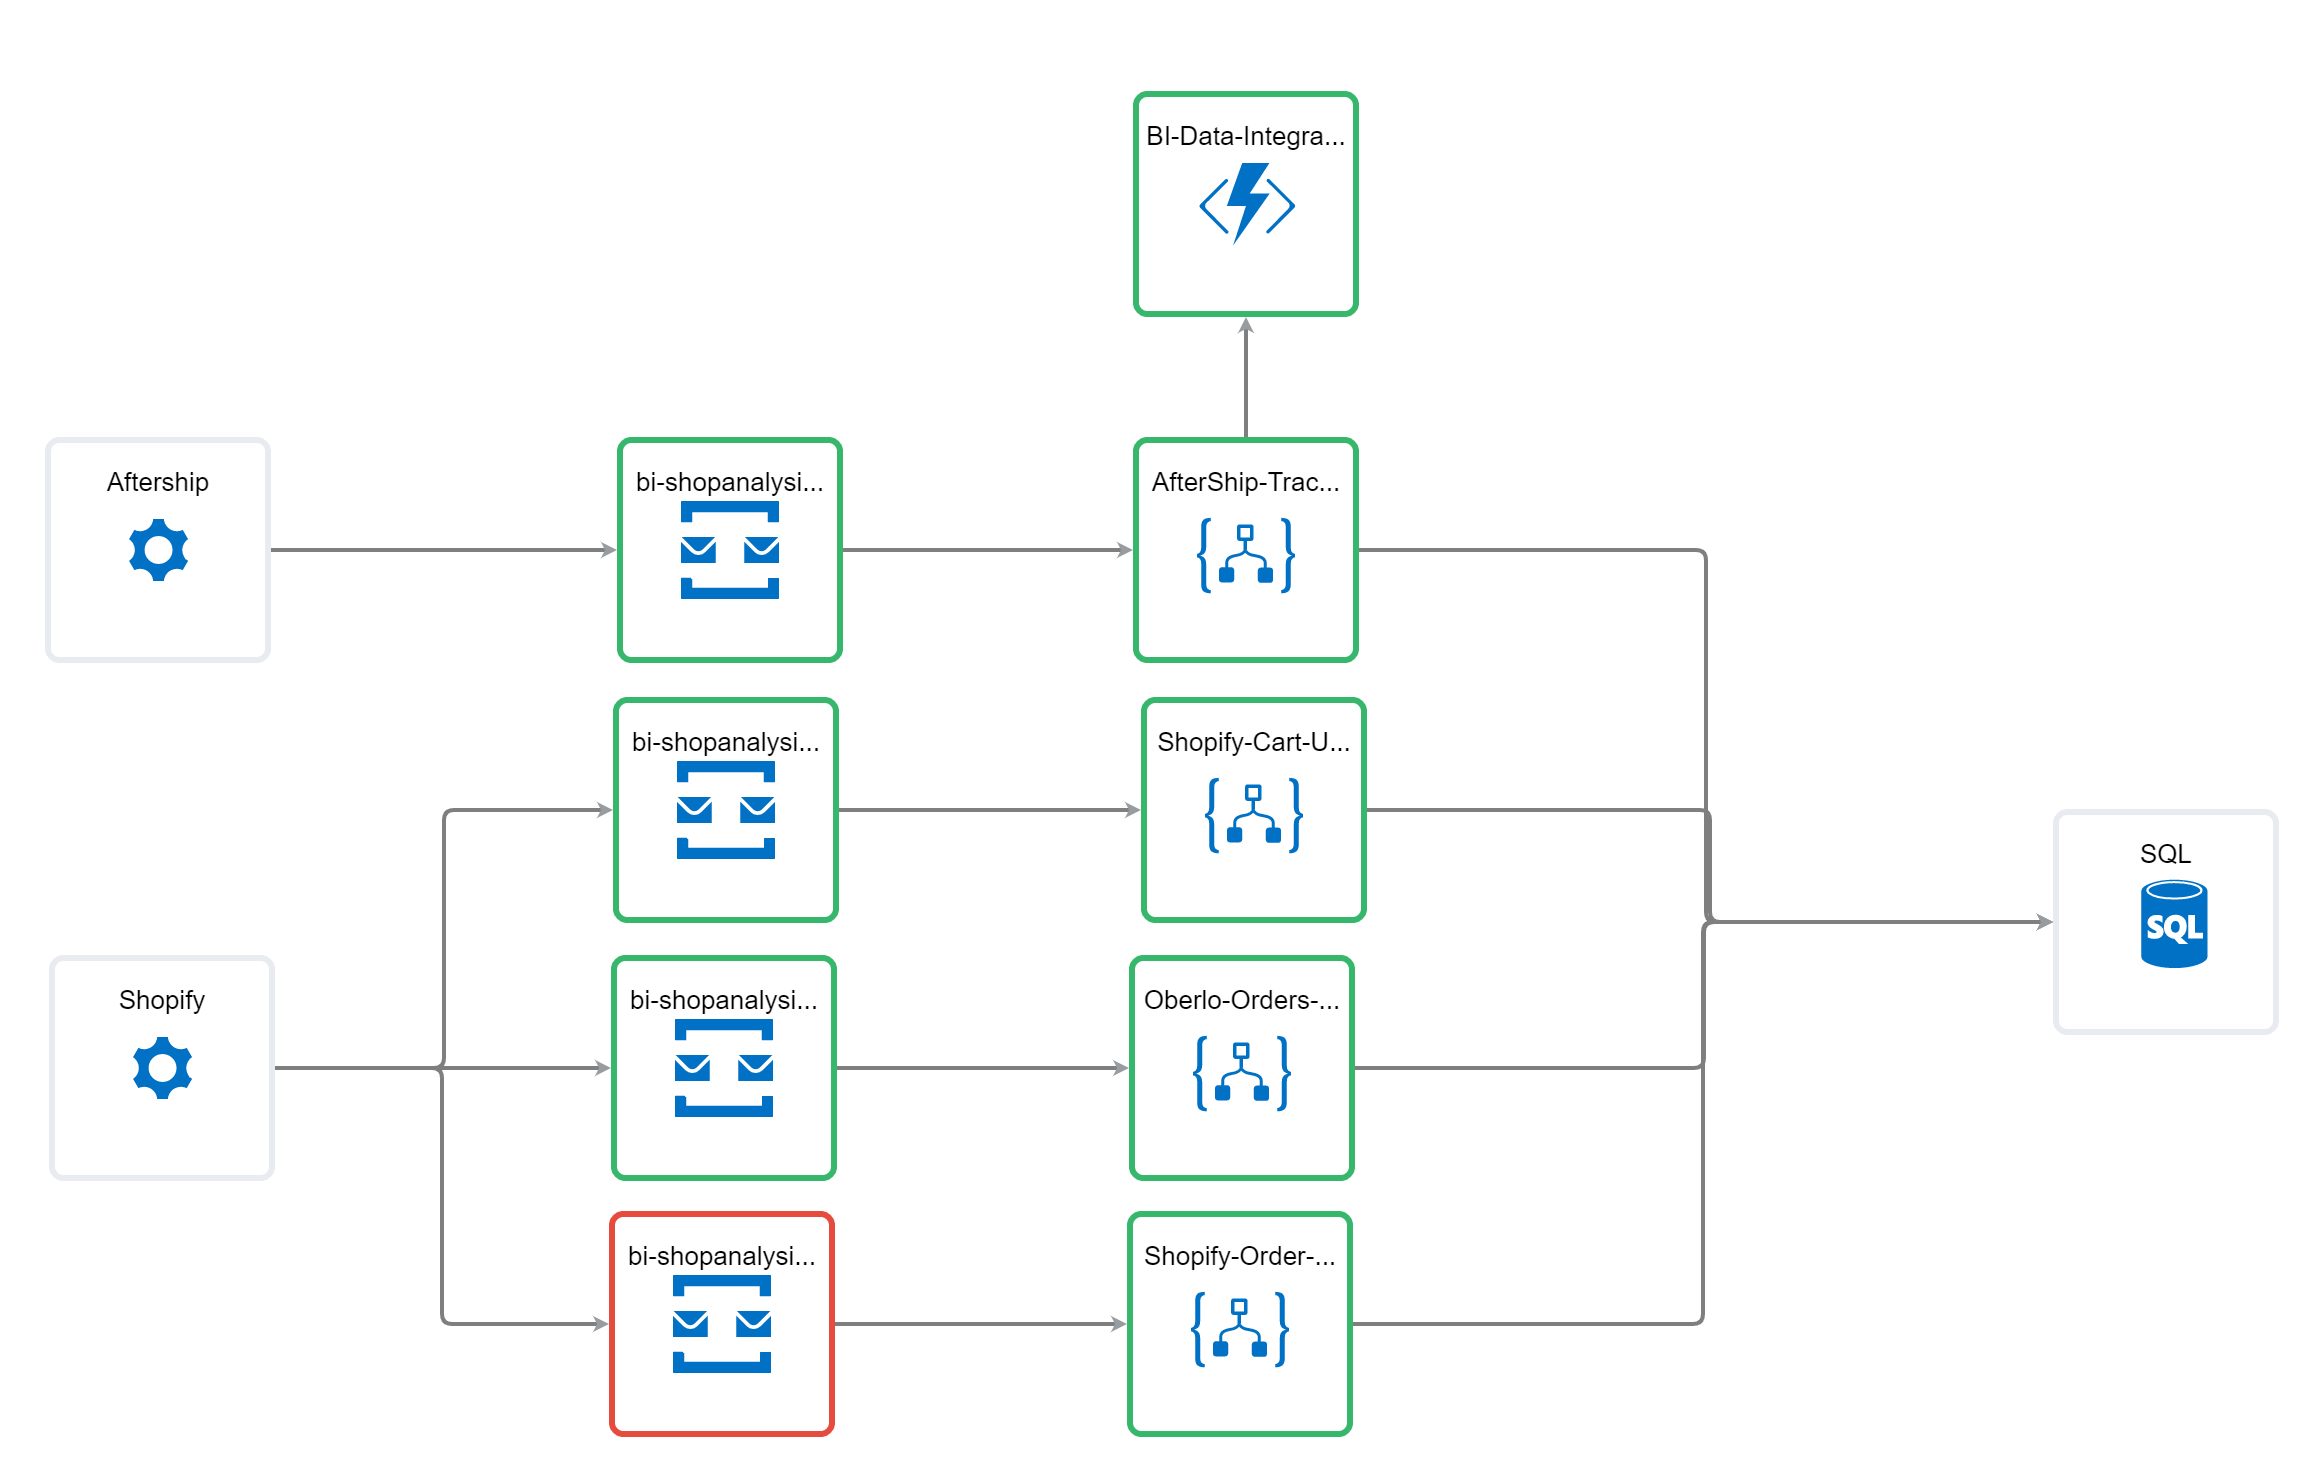 BI-Data-Integra...
Aftership
bi-shopanalysi...
AfterShip-Trac...
bi-shopanalysi...
Shopify-Cart-U...
SQL
SQL
Shopify
bi-shopanalysi...
Oberlo-Orders-...
bi-shopanalysi...
Shopify-Order-...